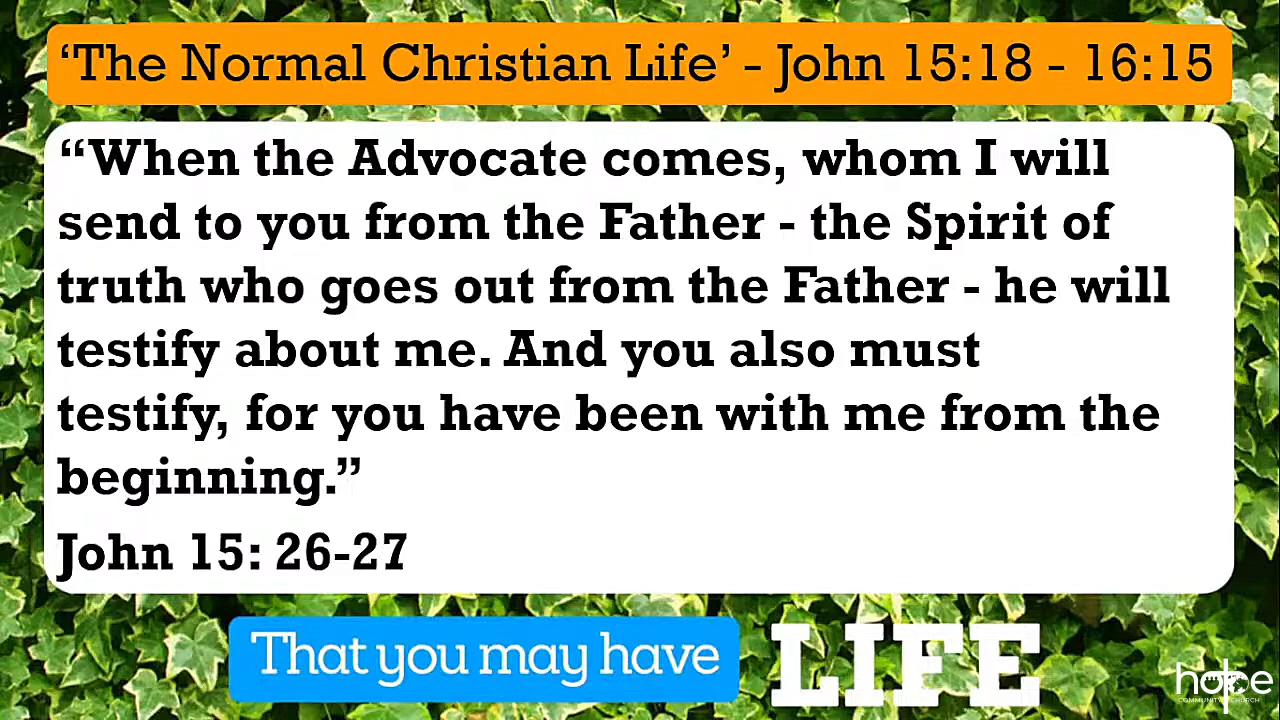 ‘The Normal Christian Life’ - John 15:18 - 16:15
“When the Advocate comes, whom I will
send to you from the Father - the Spirit of
truth who goes out from the Father - he will
testify about me. And you also must
testify, for you have been with me from the
beginning.”
John 15: 26-27
That you may have LIFE
hope
COMMUNITY CHURCH